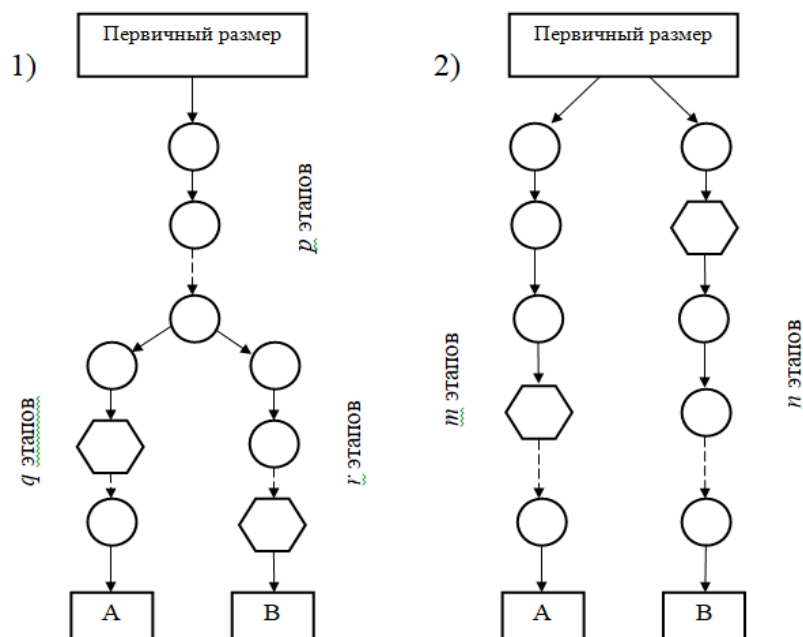 1)
Первичный размер
p этапов
q этапов
r этапов
A
B
2)
Первичный размер
m этапов
n этапов
A
B